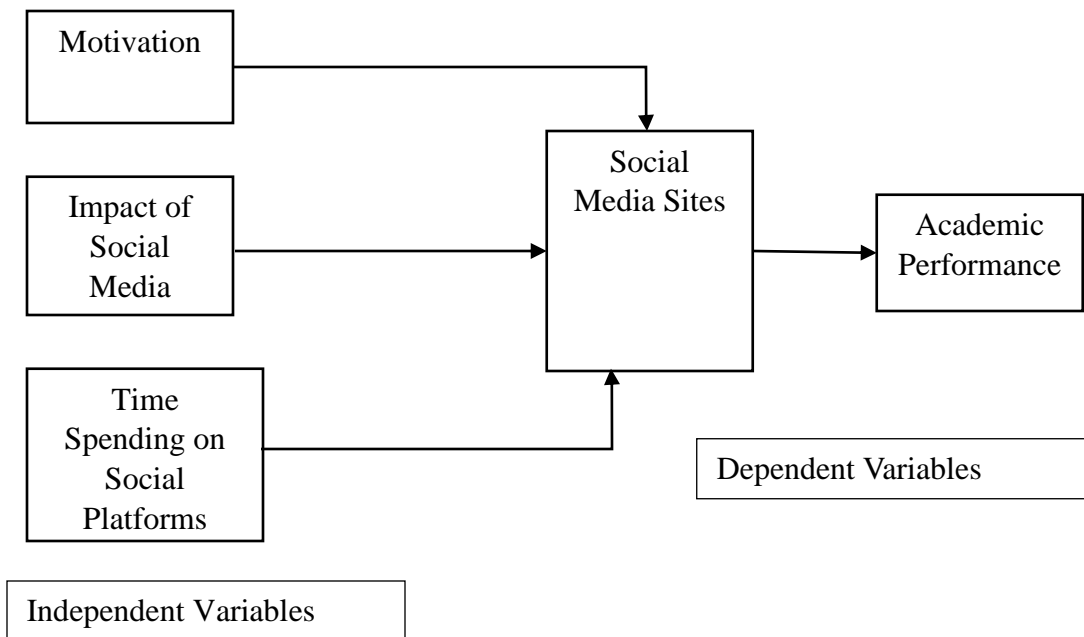 Motivation
Impact of
Social
Media
Time
Spending on
Social
Platforms
Social
Media Sites
Academic
Performance
Dependent Variables
Independent Variables